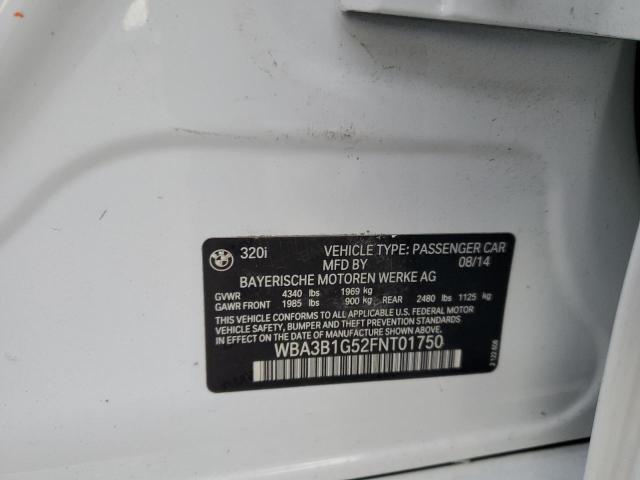 320i VEHICLE TYPE: PASSENGER CAR
MFD BY 08/14
BAYERISCHE MOTOREN WERKE AG
GVWR 4340 lbs 1969 kg
GAWR FRONT 1985 lbs 900 kg REAR 2480 lbs 1125 kg
THIS VEHICLE CONFORMS TO ALL APPLICABLE U.S. FEDERAL MOTOR
VEHICLE SAFETY, BUMPER AND THEFT PREVENTION STANDARDS
IN EFFECT ON THE DATE OF MANUFACTURE SHOWN ABOVE.
WBA3B1G52FNT01750